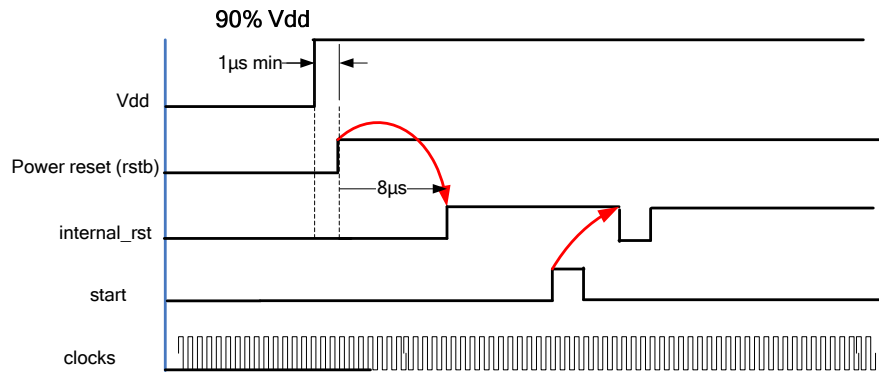 90% Vdd
1µs min
Vdd
Power reset (rstb)
8µs
internal_rst
start
clocks